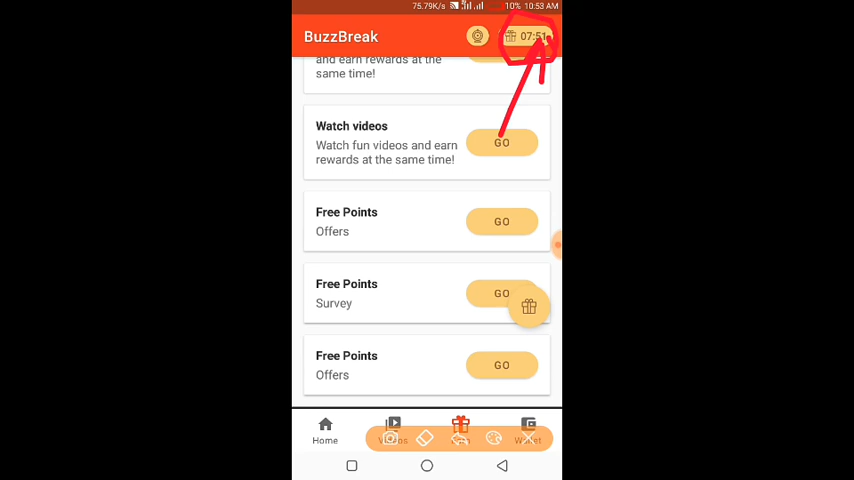 75.79K/s 10% 10:53 AM
BuzzBreak
07:51
and earn rewards at the
same time!
Watch videos
Watch fun videos and earn
rewards at the same time!
GO
Free Points
Offers
GO
Free Points
Survey
GO
Free Points
Offers
GO
Home
Wallet